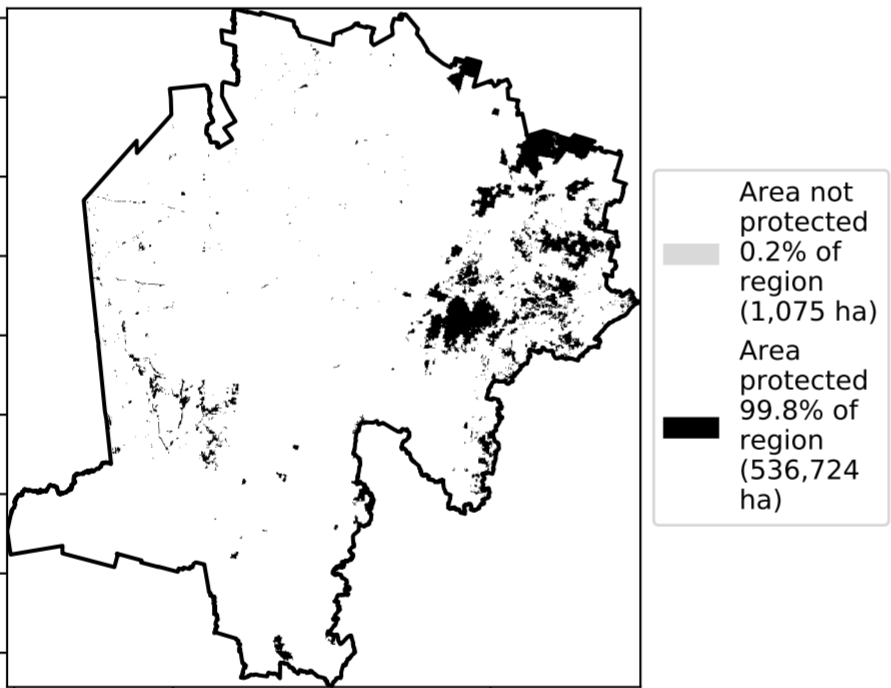 Area not
protected
0.2% of
region
(1,075 ha)
Area
protected
99.8% of
region
(536,724
ha)